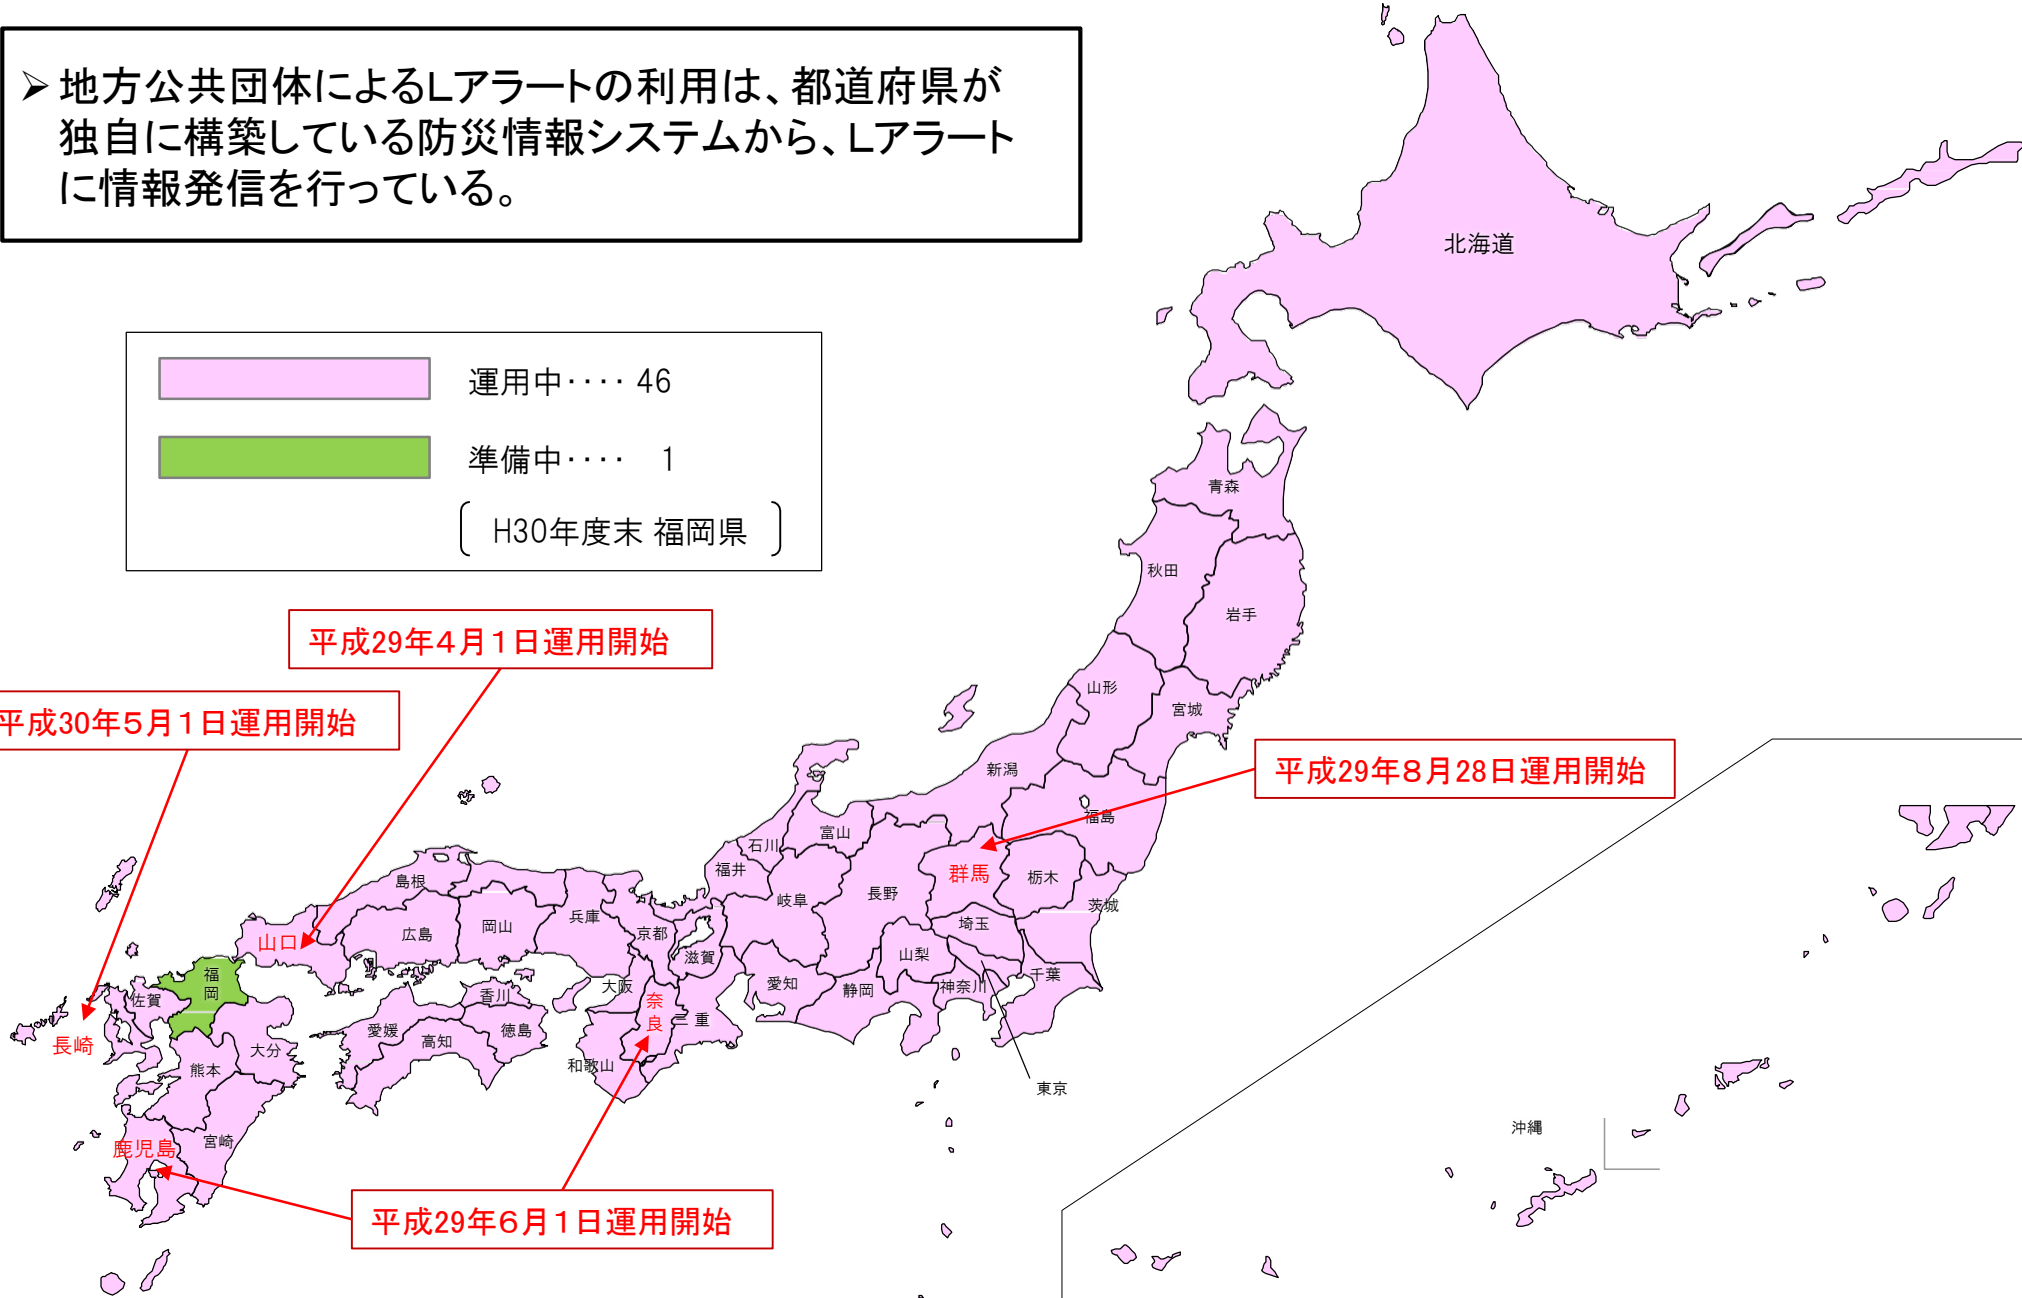 ➢ 地方公共団体によるLアラートの利用は、都道府県が
独自に構築している防災情報システムから、Lアラート
に情報発信を行っている。
運用中‥‥ 46
準備中‥‥ 1
H30年度末 福岡県
平成29年4月1日運用開始
平成30年5月1日運用開始
平成29年8月28日運用開始
平成29年6月1日運用開始
北海道
青森
秋田
岩手
山形
宮城
新潟
福島
富山
石川
福井
岐阜
長野
群馬
栃木
茨城
埼玉
山梨
千葉
神奈川
東京
静岡
愛知
島根
広島
岡山
兵庫
京都
滋賀
山口
大阪
奈良
三重
和歌山
香川
徳島
愛媛
高知
福岡
佐賀
長崎
大分
熊本
宮崎
鹿児島
沖縄